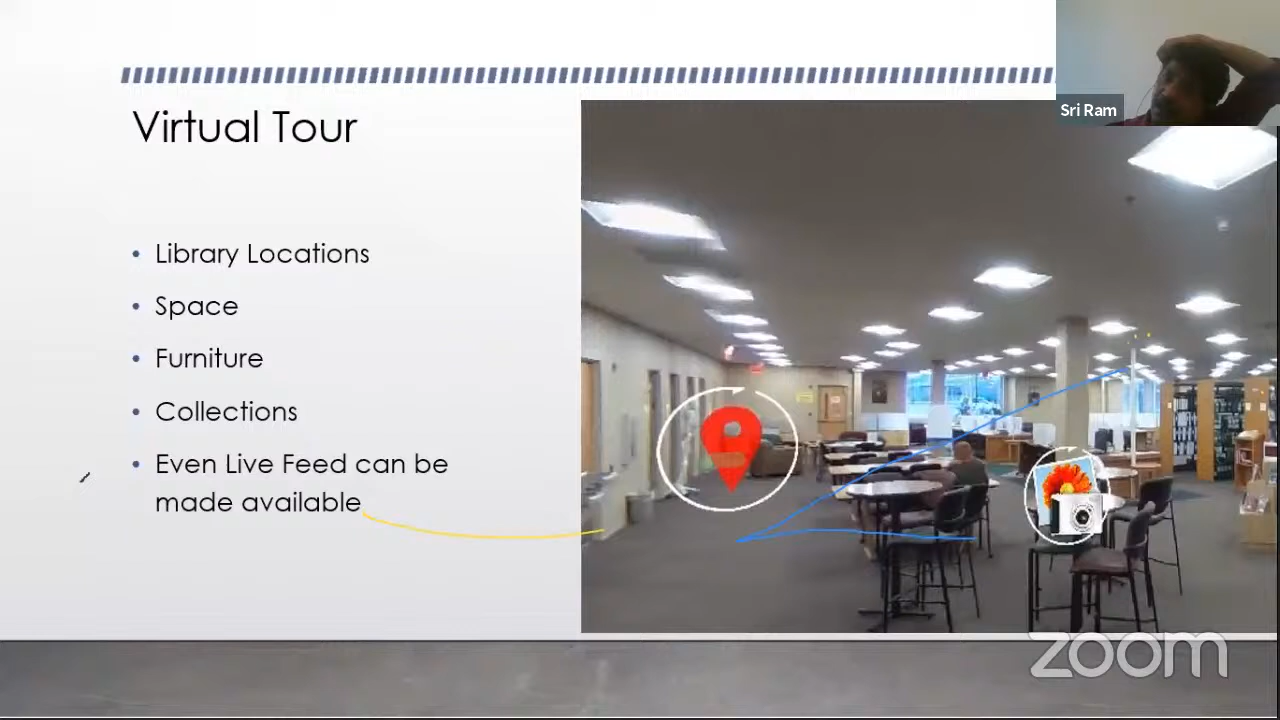 Sri Ram
Virtual Tour
Library Locations
Space
Furniture
Collections
Even Live Feed can be
made available
zoom